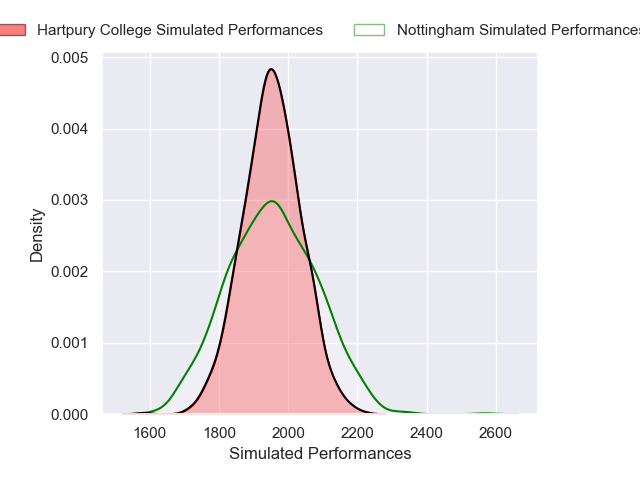 Hartpury College Simulated Performances
Nottingham Simulated Performances
0.005
0.004
0.003
0.002
0.001
0.000
Density
1600 1800 2000 2200 2400 2600
Simulated Performances